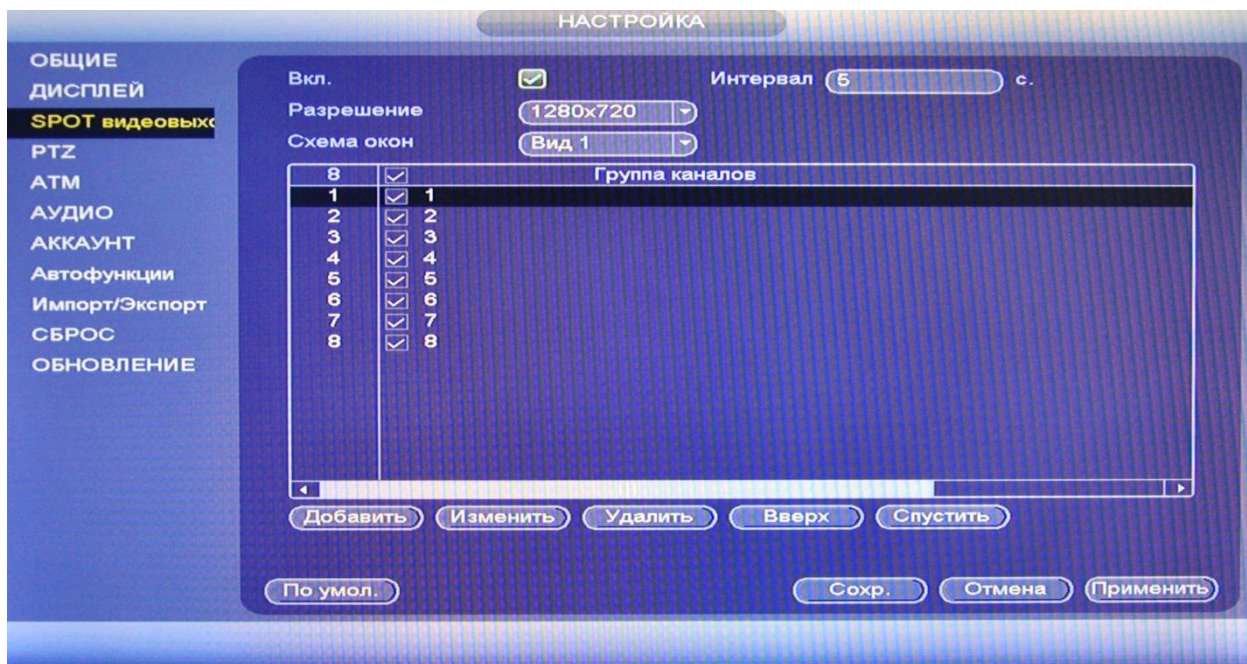 НАСТРОЙКА
ОБЩИЕ
ДИСПЛЕЙ
SPOT видеовыхо
PTZ
ATM
АУДИО
АККАУНТ
Автофункции
Импорт/Экспорт
СБРОС
ОБНОВЛЕНИЕ
Вкл. Интервал 5 с.
Разрешение 1280x720
Схема окон Вид 1
8 Группа каналов
1 1
2 2
3 3
4 4
5 5
6 6
7 7
8 8
Добавить Изменить Удалить Вверх Спустить
По умол. Сохр. Отмена Применить